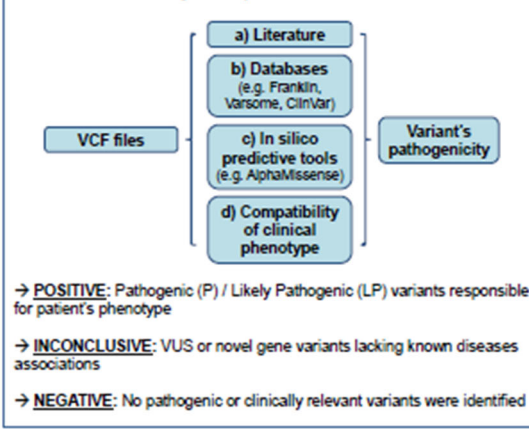 a) Literature
b) Databases
(e.g. Franklin,
Varsome, ClinVar)
VCF files
c) In silico
predictive tools
(e.g. AlphaMissense)
Variant's
pathogenicity
d) Compatibility
of clinical
phenotype
→ POSITIVE: Pathogenic (P) / Likely Pathogenic (LP) variants responsible
for patient's phenotype
→ INCONCLUSIVE: VUS or novel gene variants lacking known diseases
associations
→ NEGATIVE: No pathogenic or clinically relevant variants were identified